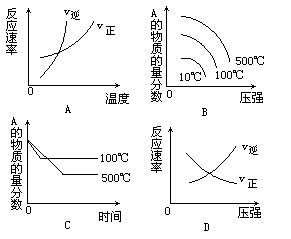 反应速率
v逆
v正
0
温度
A
A的物质的量分数
500℃
10℃
100℃
0
压强
B
A的物质的量分数
100℃
500℃
0
时间
C
反应速率
v逆
v正
0
压强
D